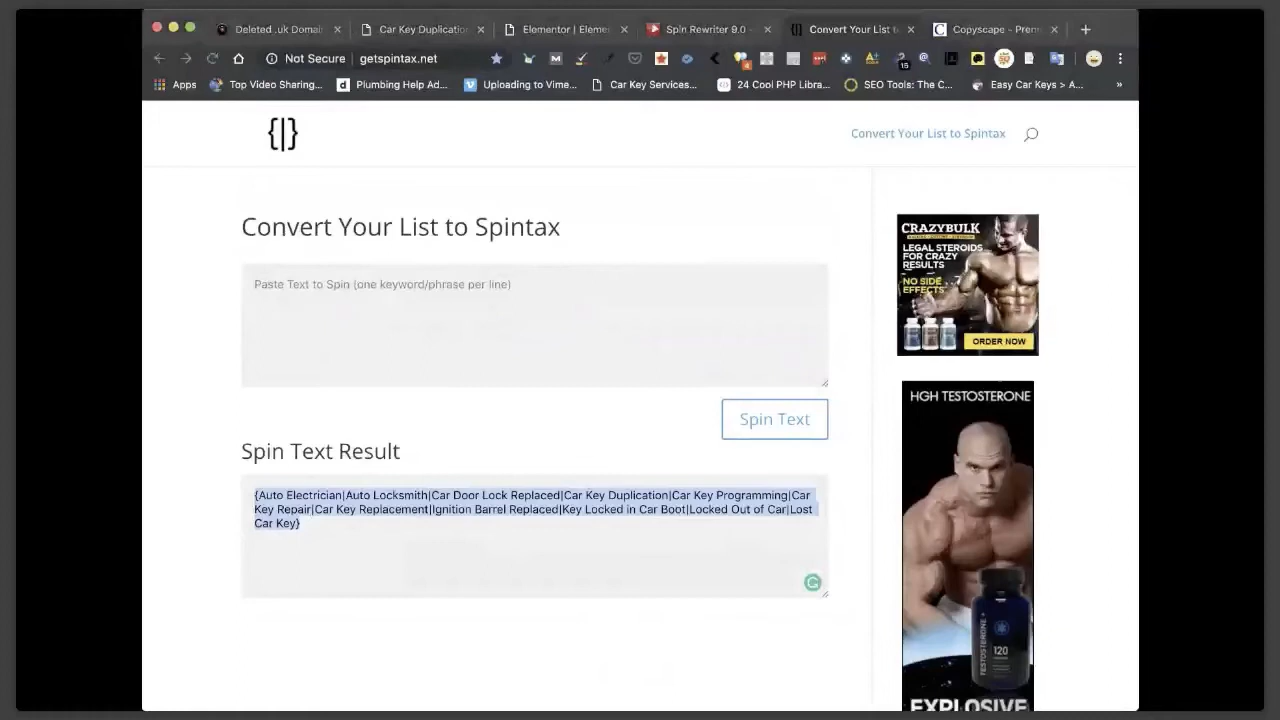 Deleted .uk Domai
Car Key Duplication
Elementor | Eleme
Spin Rewriter 9.0 -
Convert Your List t
Copyscape - Prem
Not Secure
getspintax.net
4
15
Apps
Top Video Sharing...
Plumbing Help Ad...
Uploading to Vime...
Car Key Services...
24 Cool PHP Libra...
SEO Tools: The C...
Easy Car Keys > A...
»
{|}
Convert Your List to Spintax
Convert Your List to Spintax
Paste Text to Spin (one keyword/phrase per line)
Spin Text
Spin Text Result
{Auto Electrician|Auto Locksmith|Car Door Lock Replaced|Car Key Duplication|Car Key Programming|Car
Key Repair|Car Key Replacement|Ignition Barrel Replaced|Key Locked in Car Boot|Locked Out of Car|Lost
Car Key}
CRAZYBULK
LEGAL STEROIDS
FOR CRAZY
RESULTS
NO SIDE
EFFECTS
ORDER NOW
HGH TESTOSTERONE
TESTOSTERONE
120
EXPLOSIVE